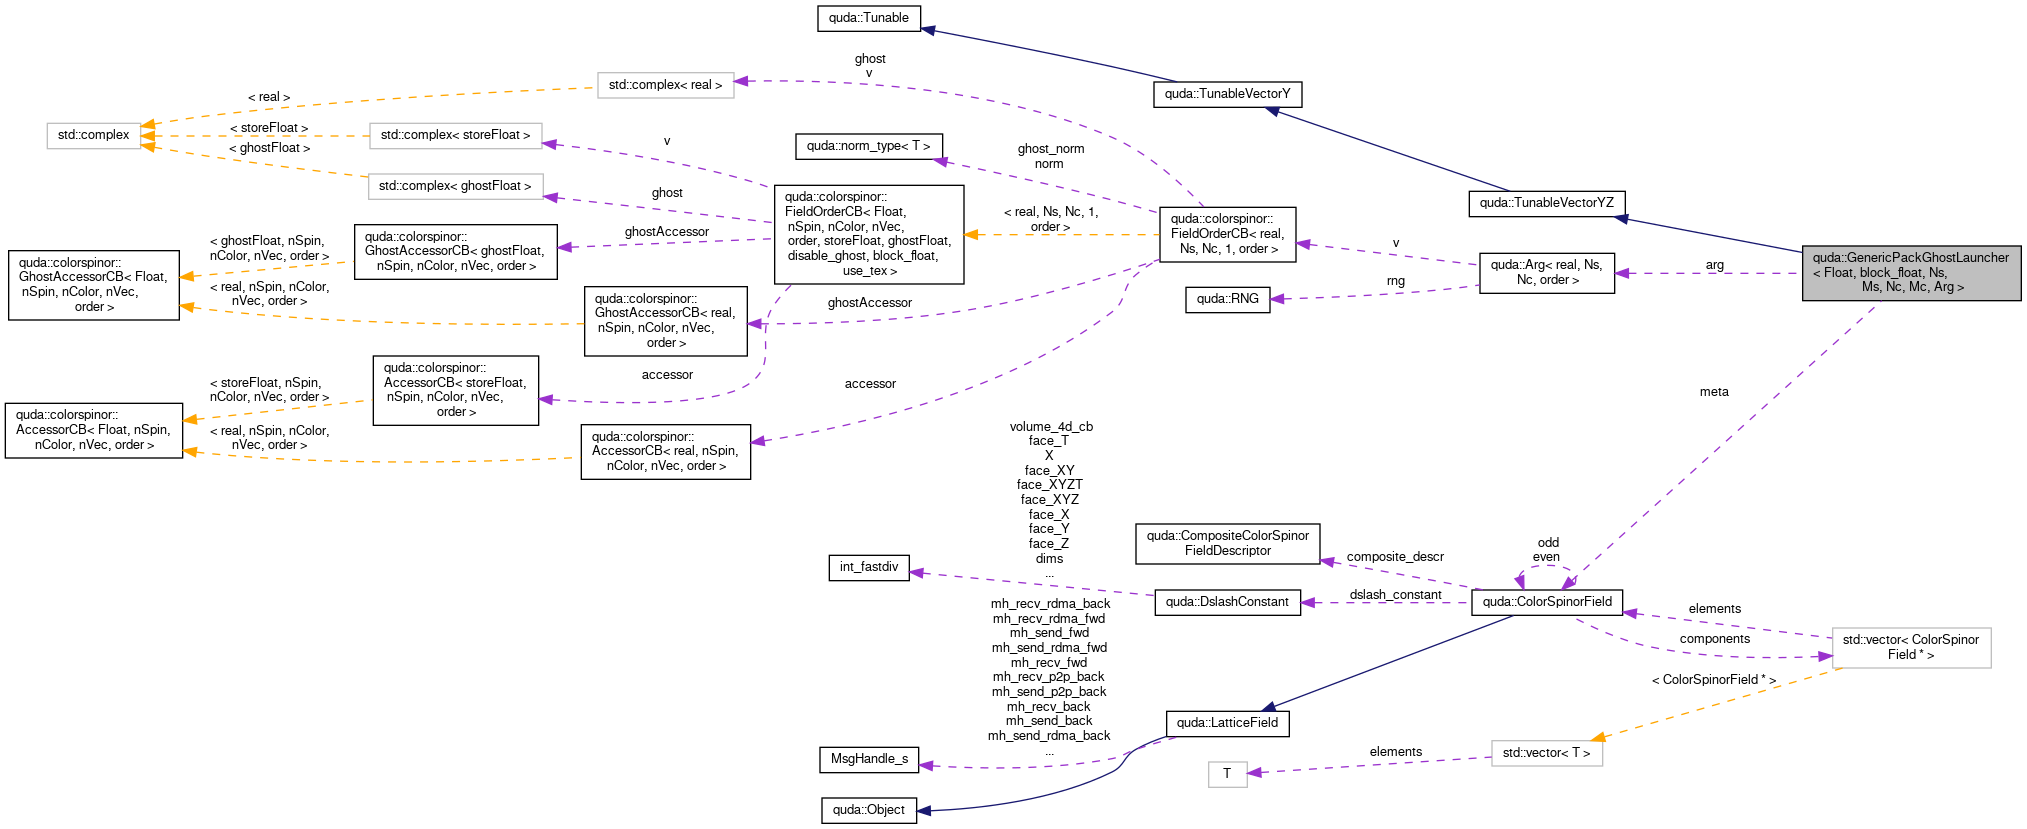 quda::Tunable
ghost
v
std::complex< real >
quda::TunableVectorY
< real >
std::complex
< storeFloat >
std::complex< storeFloat >
< ghostFloat >
v
quda::norm_type< T >
ghost_norm
norm
std::complex< ghostFloat >
ghost
quda::colorspinor::
FieldOrderCB< Float,
nSpin, nColor, nVec,
order, storeFloat, ghostFloat,
disable_ghost, block_float,
use_tex >
< real, Ns, Nc, 1,
order >
quda::colorspinor::
FieldOrderCB< real,
Ns, Nc, 1, order >
quda::TunableVectorYZ
ghostAccessor
quda::colorspinor::
GhostAccessorCB< ghostFloat,
nSpin, nColor, nVec, order >
< ghostFloat, nSpin,
nColor, nVec, order >
quda::colorspinor::
GhostAccessorCB< Float,
nSpin, nColor, nVec,
order >
< real, nSpin, nColor,
nVec, order >
quda::colorspinor::
GhostAccessorCB< real,
nSpin, nColor, nVec,
order >
ghostAccessor
v
rng
quda::RNG
quda::Arg< real, Ns,
Nc, order >
arg
quda::GenericPackGhostLauncher
< Float, block_float, Ns,
Ms, Nc, Mc, Arg >
accessor
accessor
meta
quda::colorspinor::
AccessorCB< storeFloat,
nSpin, nColor, nVec,
order >
< storeFloat, nSpin,
nColor, nVec, order >
quda::colorspinor::
AccessorCB< Float, nSpin,
nColor, nVec, order >
< real, nSpin, nColor,
nVec, order >
quda::colorspinor::
AccessorCB< real, nSpin,
nColor, nVec, order >
volume_4d_cb
face_T
X
face_XY
face_XYZT
face_XYZ
face_X
face_Y
face_Z
dims
...
int_fastdiv
quda::CompositeColorSpinor
FieldDescriptor
composite_descr
odd
even
quda::DslashConstant
dslash_constant
quda::ColorSpinorField
elements
components
std::vector< ColorSpinor
Field * >
< ColorSpinorField * >
mh_recv_rdma_back
mh_recv_rdma_fwd
mh_send_fwd
mh_send_rdma_fwd
mh_recv_fwd
mh_recv_p2p_back
mh_send_p2p_back
mh_recv_back
mh_send_back
mh_send_rdma_back
...
quda::LatticeField
MsgHandle_s
elements
std::vector< T >
T
quda::Object